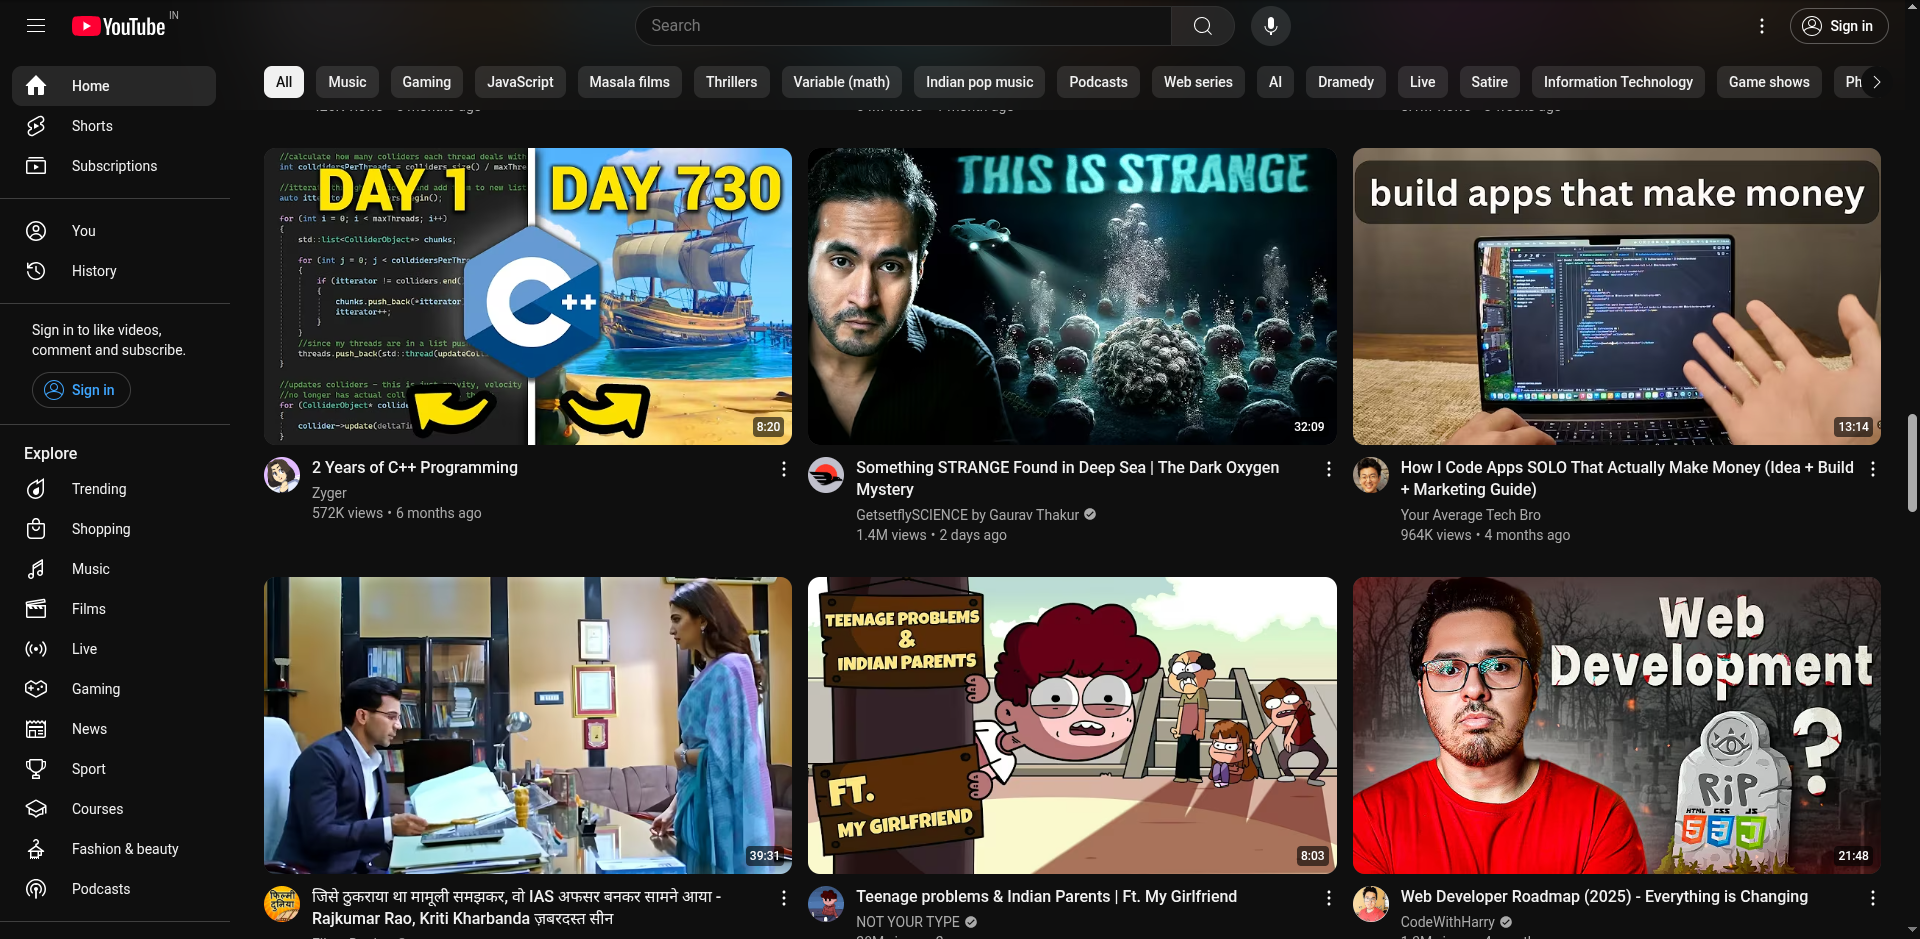 YouTube IN
Search
Sign in
Home
Shorts
Subscriptions
You
History
Sign in to like videos,
comment and subscribe.
Sign in
Explore
Trending
Shopping
Music
Films
Live
Gaming
News
Sport
Courses
Fashion & beauty
Podcasts
All
Music
Gaming
JavaScript
Masala films
Thrillers
Variable (math)
Indian pop music
Podcasts
Web series
AI
Dramedy
Live
Satire
Information Technology
Game shows
Ph
DAY 1
DAY 730
C++
8:20
2 Years of C++ Programming
Zyger
572K views • 6 months ago
THIS IS STRANGE
32:09
Something STRANGE Found in Deep Sea | The Dark Oxygen
Mystery
GetsetflySCIENCE by Gaurav Thakur
1.4M views • 2 days ago
build apps that make money
13:14
How I Code Apps SOLO That Actually Make Money (Idea + Build
+ Marketing Guide)
Your Average Tech Bro
964K views • 4 months ago
39:31
फिल्मी
दुनिया
जिसे ठुकराया था मामूली समझकर, वो IAS अफसर बनकर सामने आया -
Rajkumar Rao, Kriti Kharbanda ज़बरदस्त सीन
TEENAGE PROBLEMS
&
INDIAN PARENTS
FT.
MY GIRLFRIEND
8:03
Teenage problems & Indian Parents | Ft. My Girlfriend
NOT YOUR TYPE
Web
Development
?
RIP
HTML CSS JS
21:48
Web Developer Roadmap (2025) - Everything is Changing
CodeWithHarry